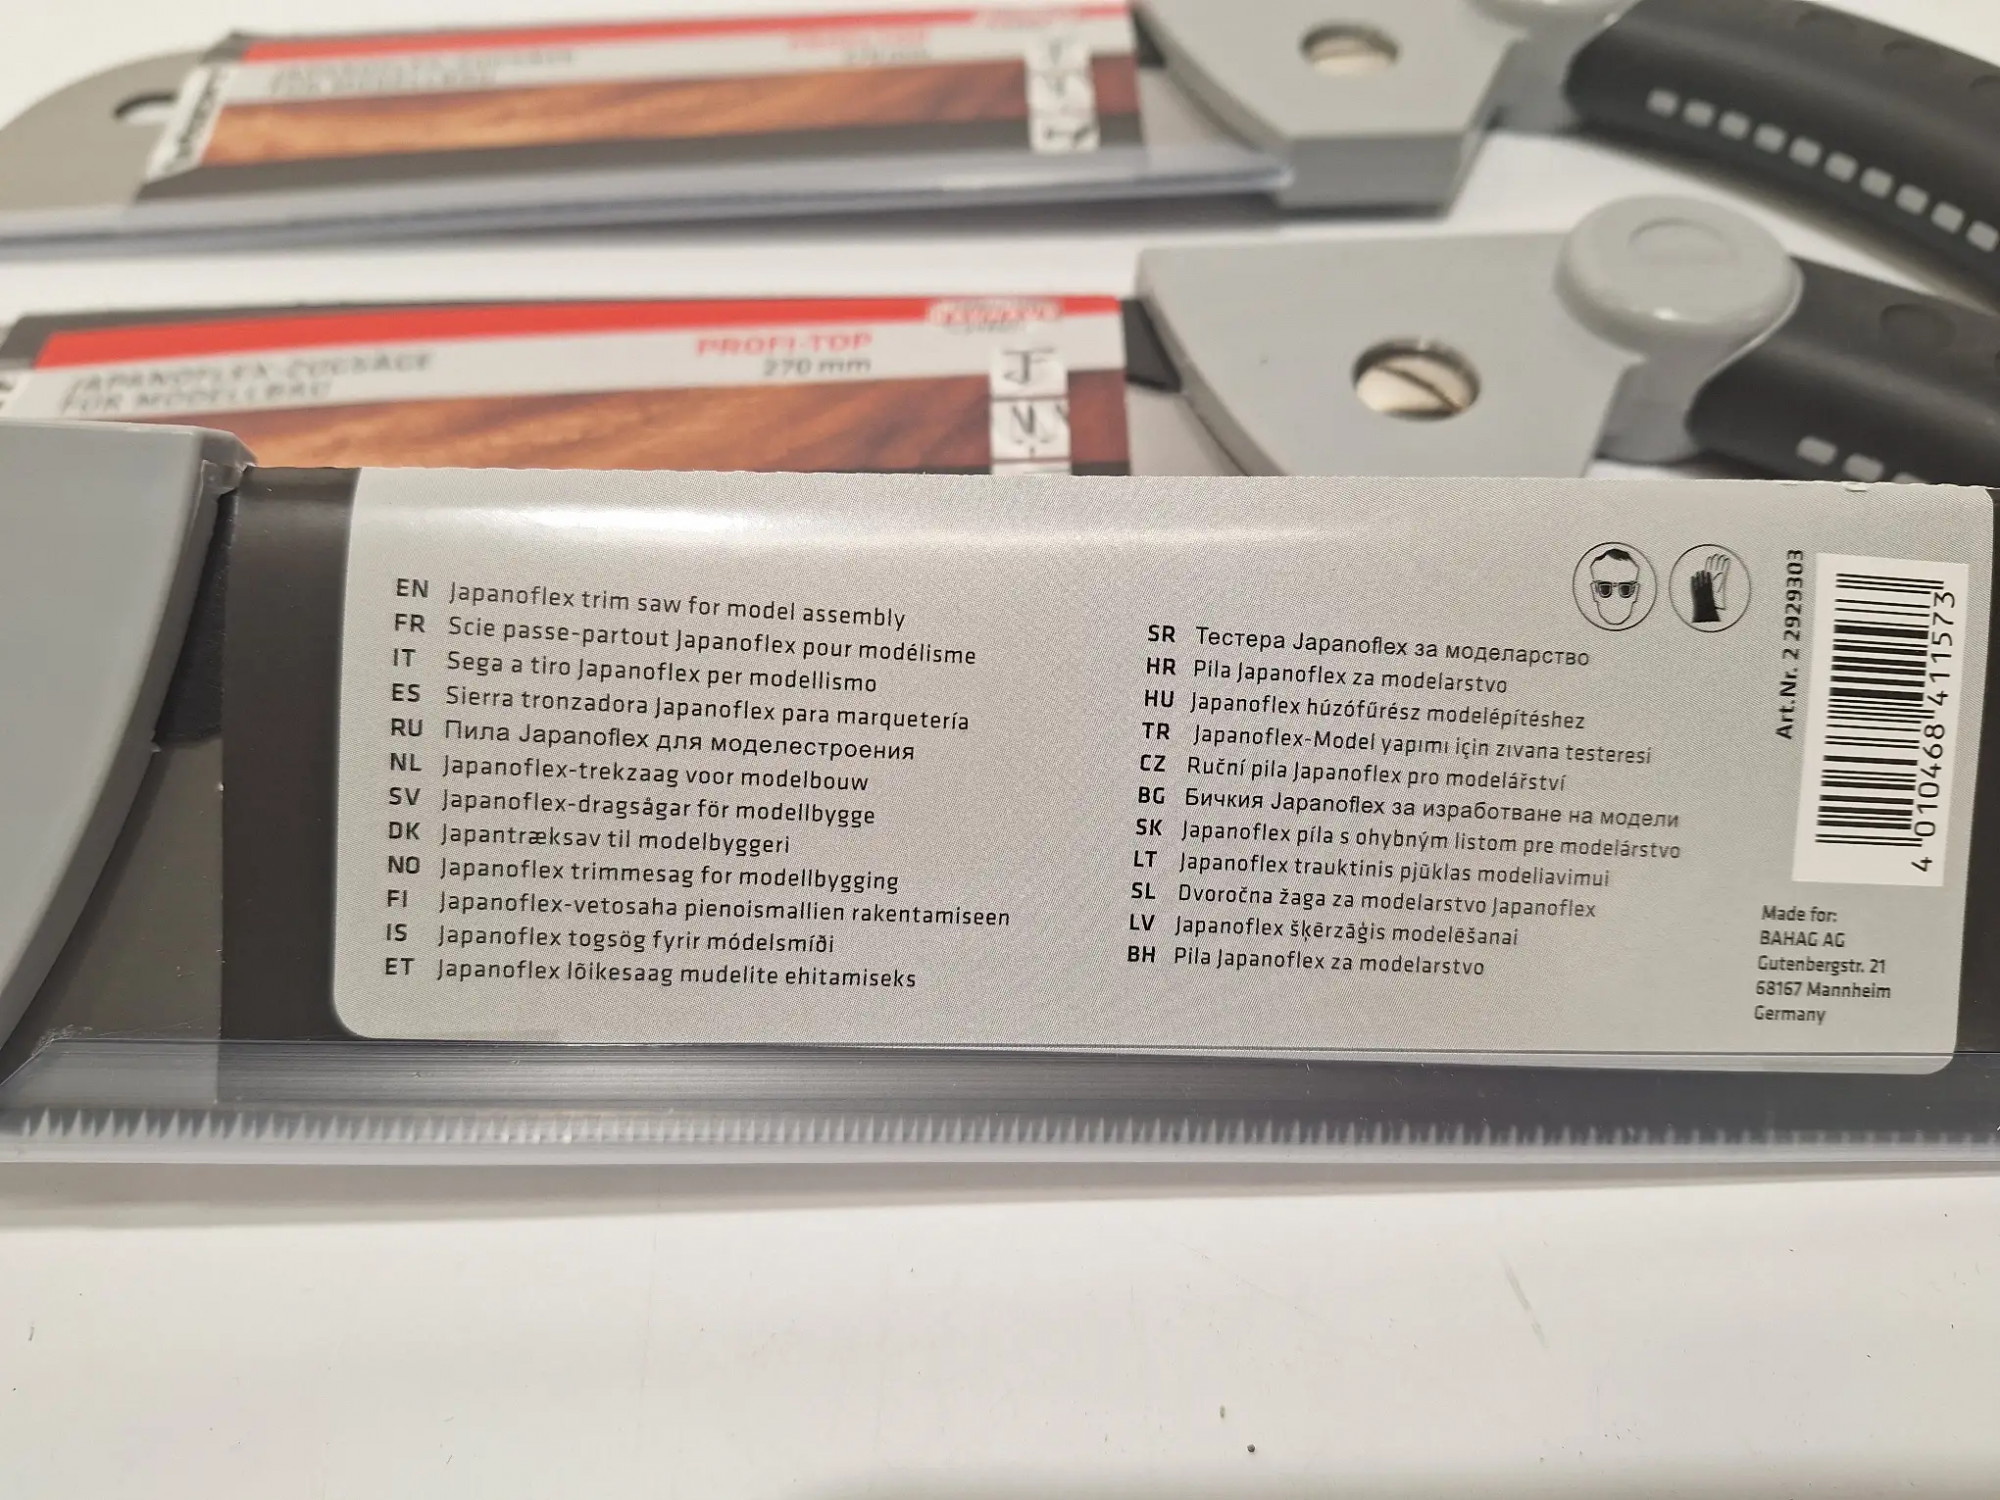 PROFI-TOP
270 mm
JAPANOFLEX-ZUGSÄGE
FÜR MODELLBAU
EN Japanoflex trim saw for model assembly
FR Scie passe-partout Japanoflex pour modélisme
IT Sega a tiro Japanoflex per modellismo
ES Sierra tronzadora Japanoflex para marquetería
RU Пила Japanoflex для моделестроения
NL Japanoflex-trekzaag voor modelbouw
SV Japanoflex-dragsågar för modellbygge
DK Japantræksav til modelbyggeri
NO Japanoflex trimmesag for modellbygging
FI Japanoflex-vetosaha pienoismallien rakentamiseen
IS Japanoflex togsög fyrir módelsmíði
ET Japanoflex lõikesaag mudelite ehitamiseks
SR Тестера Japanoflex за моделарство
HR Pila Japanoflex za modelarstvo
HU Japanoflex húzófűrész modelépítéshez
TR Japanoflex-Model yapımı için zıvana testeresi
CZ Ruční pila Japanoflex pro modelářství
BG Бичкия Japanoflex за изработване на модели
SK Japanoflex píla s ohybným listom pre modelárstvo
LT Japanoflex trauktinis pjūklas modeliavimui
SL Dvoročna žaga za modelarstvo Japanoflex
LV Japanoflex šķērzāģis modelēšanai
BH Pila Japanoflex za modelarstvo
Art.Nr. 2 2929303
4 010468 411573
Made for:
BAHAG AG
Gutenbergstr. 21
68167 Mannheim
Germany